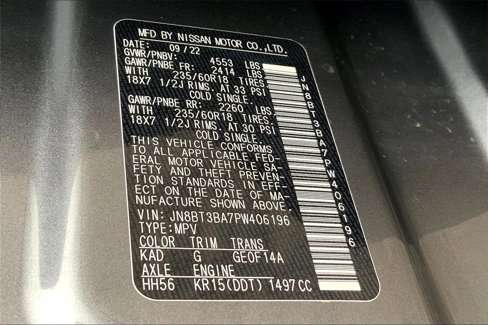 MFD BY NISSAN MOTOR CO.,LTD.
DATE: 09/22
GVWR/PNBV: 4553 LBS
GAWR/PNBE FR: 2414 LBS
WITH 235/60R18 TIRES
18X7 1/2J RIMS. AT 33 PSI
COLD SINGLE.
GAWR/PNBE RR: 2260 LBS
WITH 235/60R18 TIRES
18X7 1/2J RIMS. AT 30 PSI
COLD SINGLE.
THIS VEHICLE CONFORMS
TO ALL APPLICABLE FED-
ERAL MOTOR VEHICLE SA-
FETY AND THEFT PREVEN-
TION STANDARDS IN EFF-
ECT ON THE DATE OF MA-
NUFACTURE SHOWN ABOVE.
VIN: JN8BT3BA7PW406196
TYPE: MPV
COLOR TRIM TRANS
KAD G GE0F14A
AXLE ENGINE
HH56 KR15(DDT) 1497CC
JN8BT3BA7PW406196